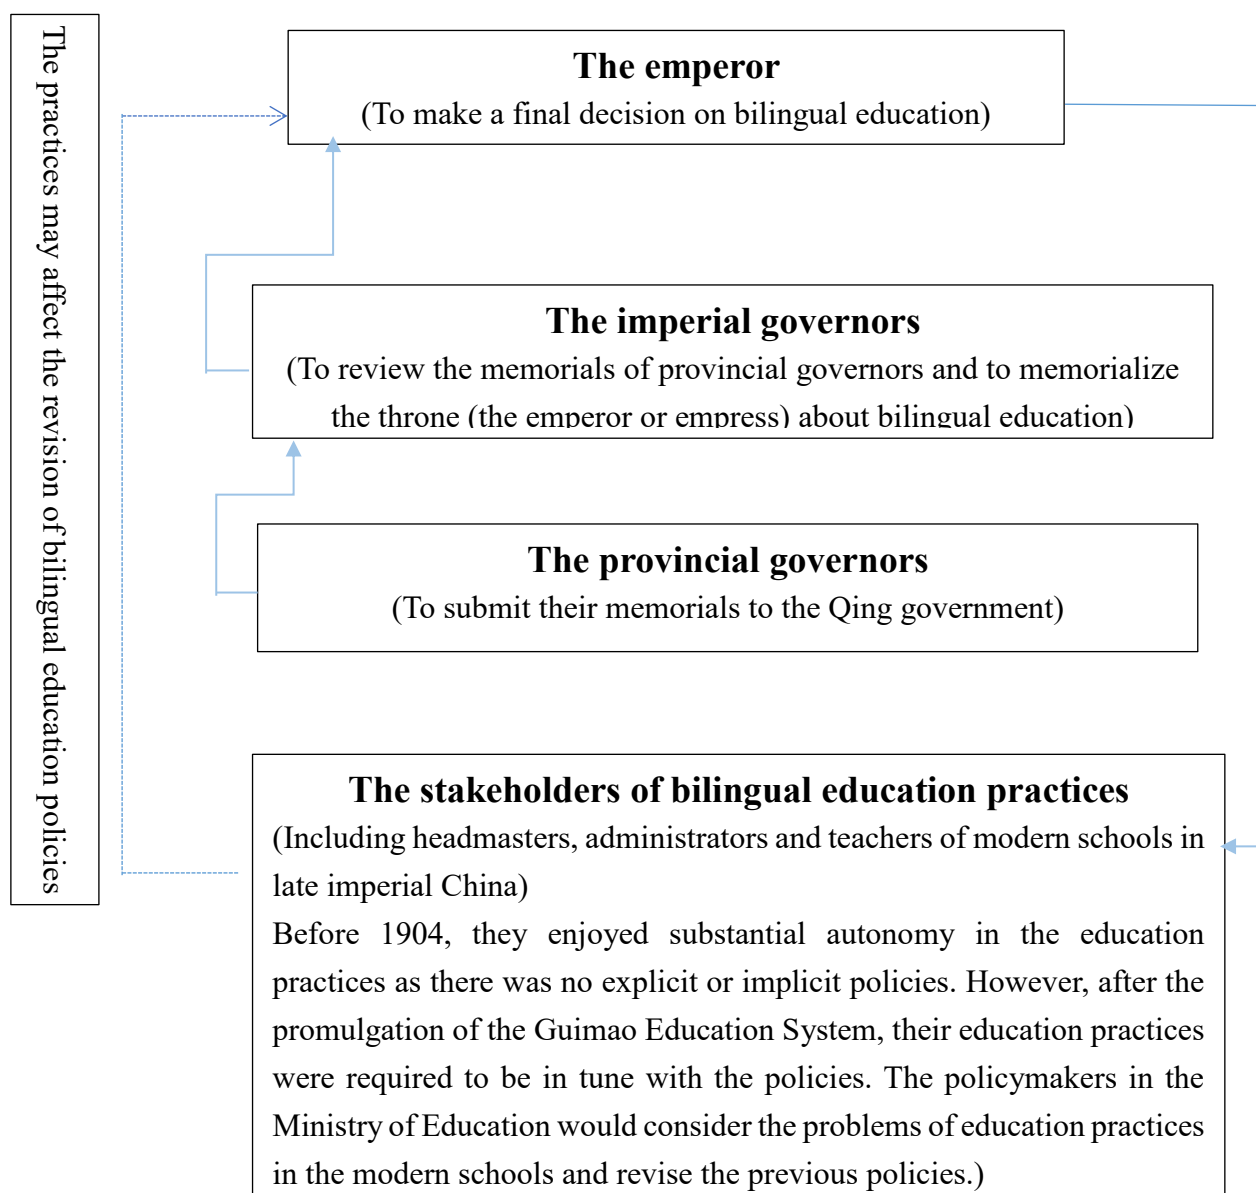 The practices may affect the revision of bilingual education policies
The emperor
(To make a final decision on bilingual education)
The imperial governors
(To review the memorials of provincial governors and to memorialize
the throne (the emperor or empress) about bilingual education)
The provincial governors
(To submit their memorials to the Qing government)
The stakeholders of bilingual education practices
(Including headmasters, administrators and teachers of modern schools in
late imperial China)
Before 1904, they enjoyed substantial autonomy in the education
practices as there was no explicit or implicit policies. However, after the
promulgation of the Guimao Education System, their education practices
were required to be in tune with the policies. The policymakers in the
Ministry of Education would consider the problems of education practices
in the modern schools and revise the previous policies.)